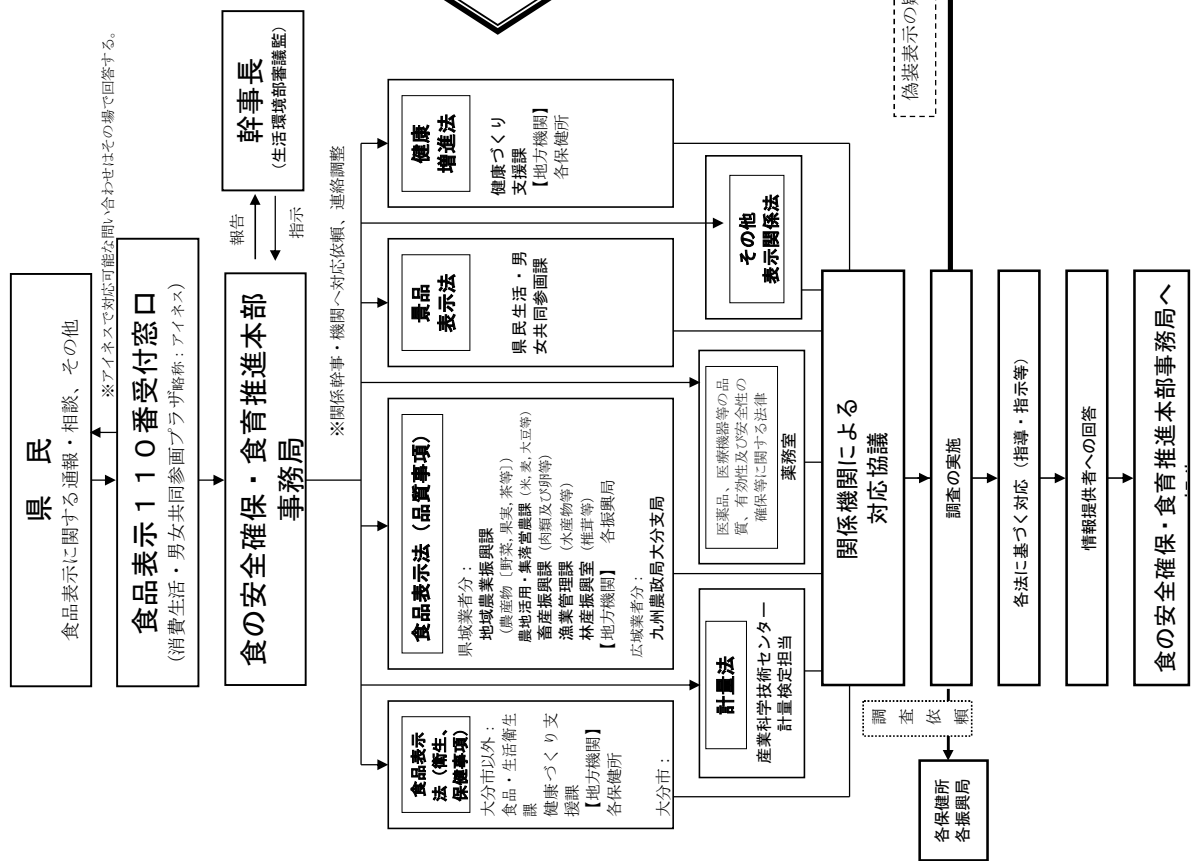 県　民
食品表示に関する通報・相談、その他
※アイネスで対応可能な問い合わせはその場で回答する。
食品表示１１０番受付窓口
（消費生活・男女共同参画プラザ略称：アイネス）
食の安全確保・食育推進本部
事務局
報告
指示
幹事長
（生活環境部審議監）
※関係幹事・機関へ対応依頼、連絡調整
食品表示
法（衛生、
保健事項）
大分市以外：
食品・生活衛生
課
健康づくり支
援課
【地方機関】
各保健所
大分市：
食品表示法（品質事項）
県域業者分：
地域農業振興課
（農産物［野菜,果実,茶等］）
農地活用・集落営農課（米,麦,大豆等）
畜産振興課（肉類及び卵等）
漁業管理課（水産物等）
林産振興室（椎茸等）
【地方機関】　各振興局
広域業者分：
九州農政局大分支局
景品
表示法
県民生活・男
女共同参画課
健康
増進法
健康づくり
支援課
【地方機関】
各保健所
計量法
産業科学技術センター
計量検定担当
医薬品、医療機器等の品
質、有効性及び安全性の
確保等に関する法律
薬務室
その他
表示関係法
関係機関による
対応協議
調査の実施
調査依頼
各保健所
各振興局
偽装表示の疑
各法に基づく対応（指導・指示等）
情報提供者への回答
食の安全確保・食育推進本部事務局へ